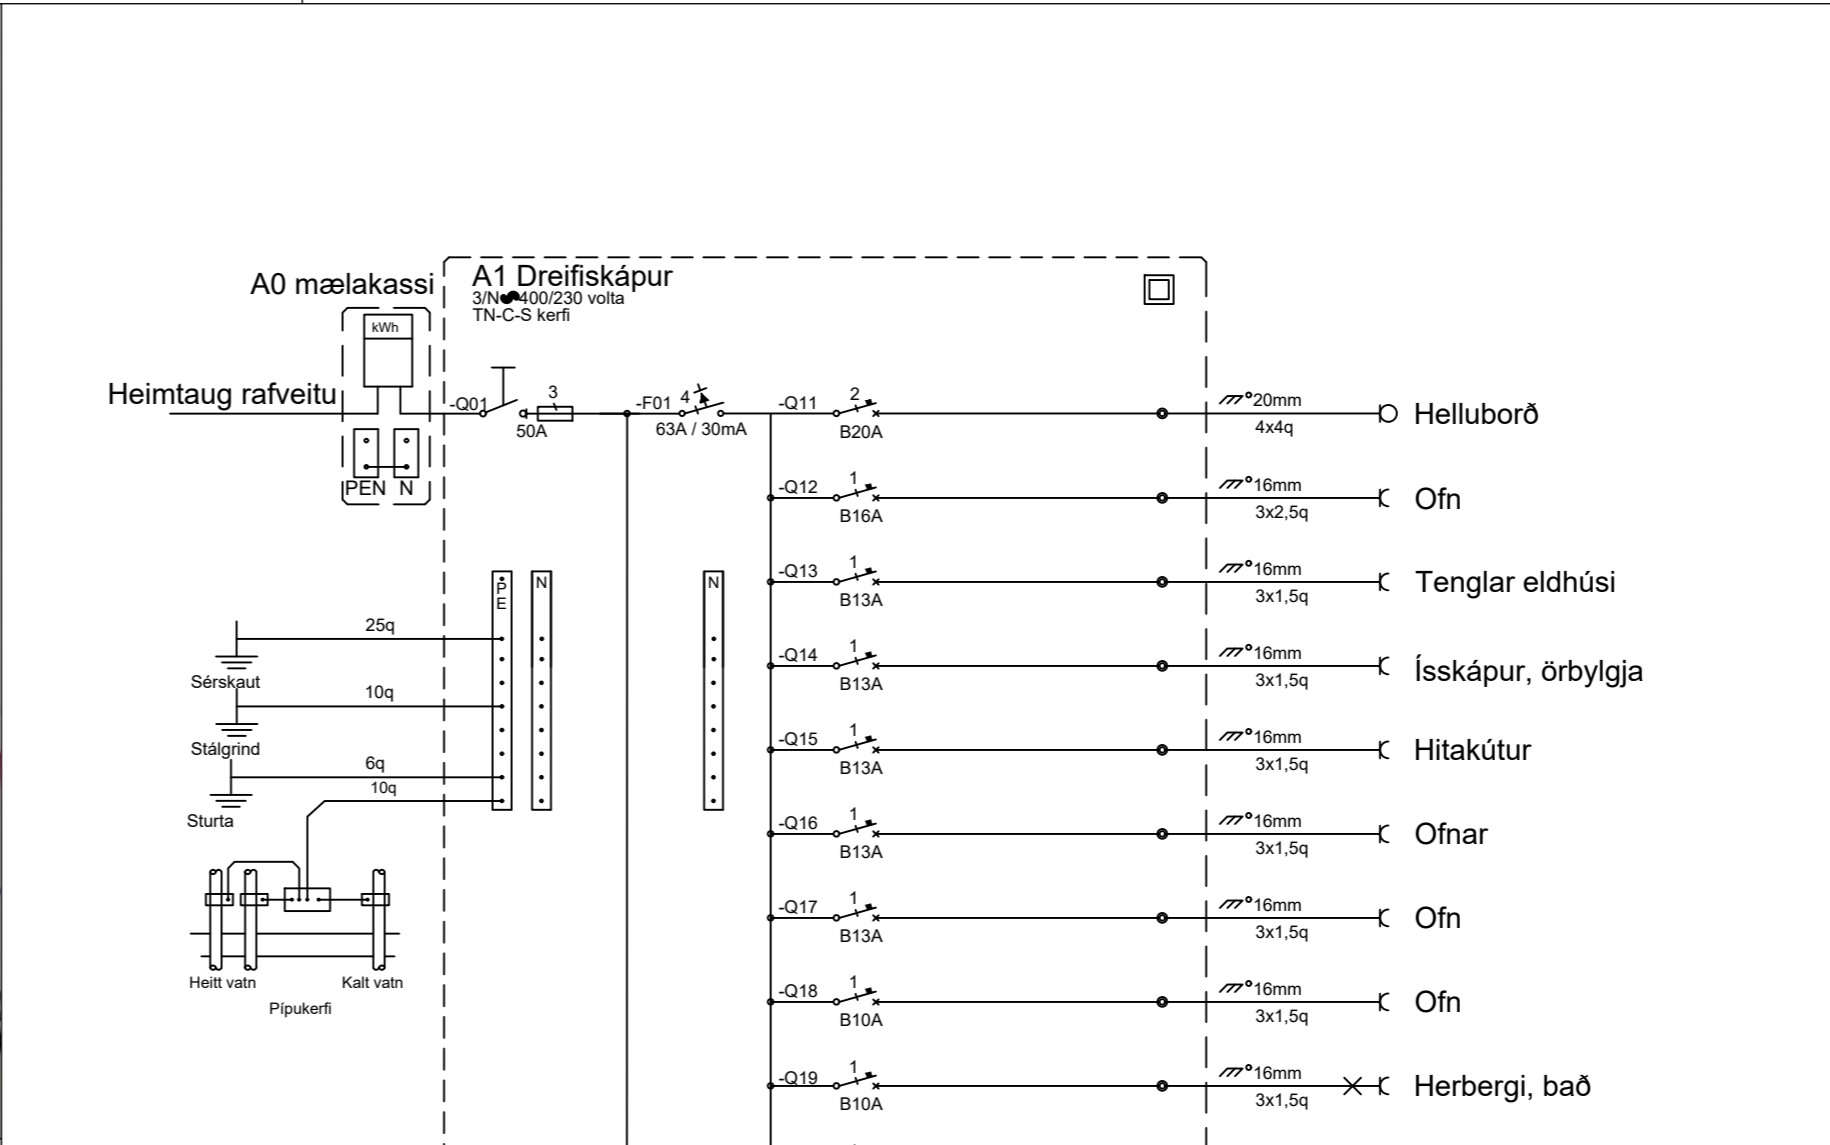 A0 mælakassi
A1 Dreifiskápur
3/N 400/230 volta
TN-C-S kerfi
kWh
Heimtaug rafveitu
PEN N
-Q01
3
50A
-F01
4
63A / 30mA
-Q11
2
B20A
20mm
4x4q
Helluborð
-Q12
1
B16A
16mm
3x2,5q
Ofn
-Q13
1
B13A
16mm
3x1,5q
Tenglar eldhúsi
-Q14
1
B13A
16mm
3x1,5q
Ísskápur, örbylgja
-Q15
1
B13A
16mm
3x1,5q
Hitakútur
-Q16
1
B13A
16mm
3x1,5q
Ofnar
-Q17
1
B13A
16mm
3x1,5q
Ofn
-Q18
1
B10A
16mm
3x1,5q
Ofn
-Q19
1
B10A
16mm
3x1,5q
Herbergi, bað
PE
N
N
25q
Sérskaut
10q
Stálgrind
6q
10q
Sturta
Heitt vatn
Kalt vatn
Pípukerfi